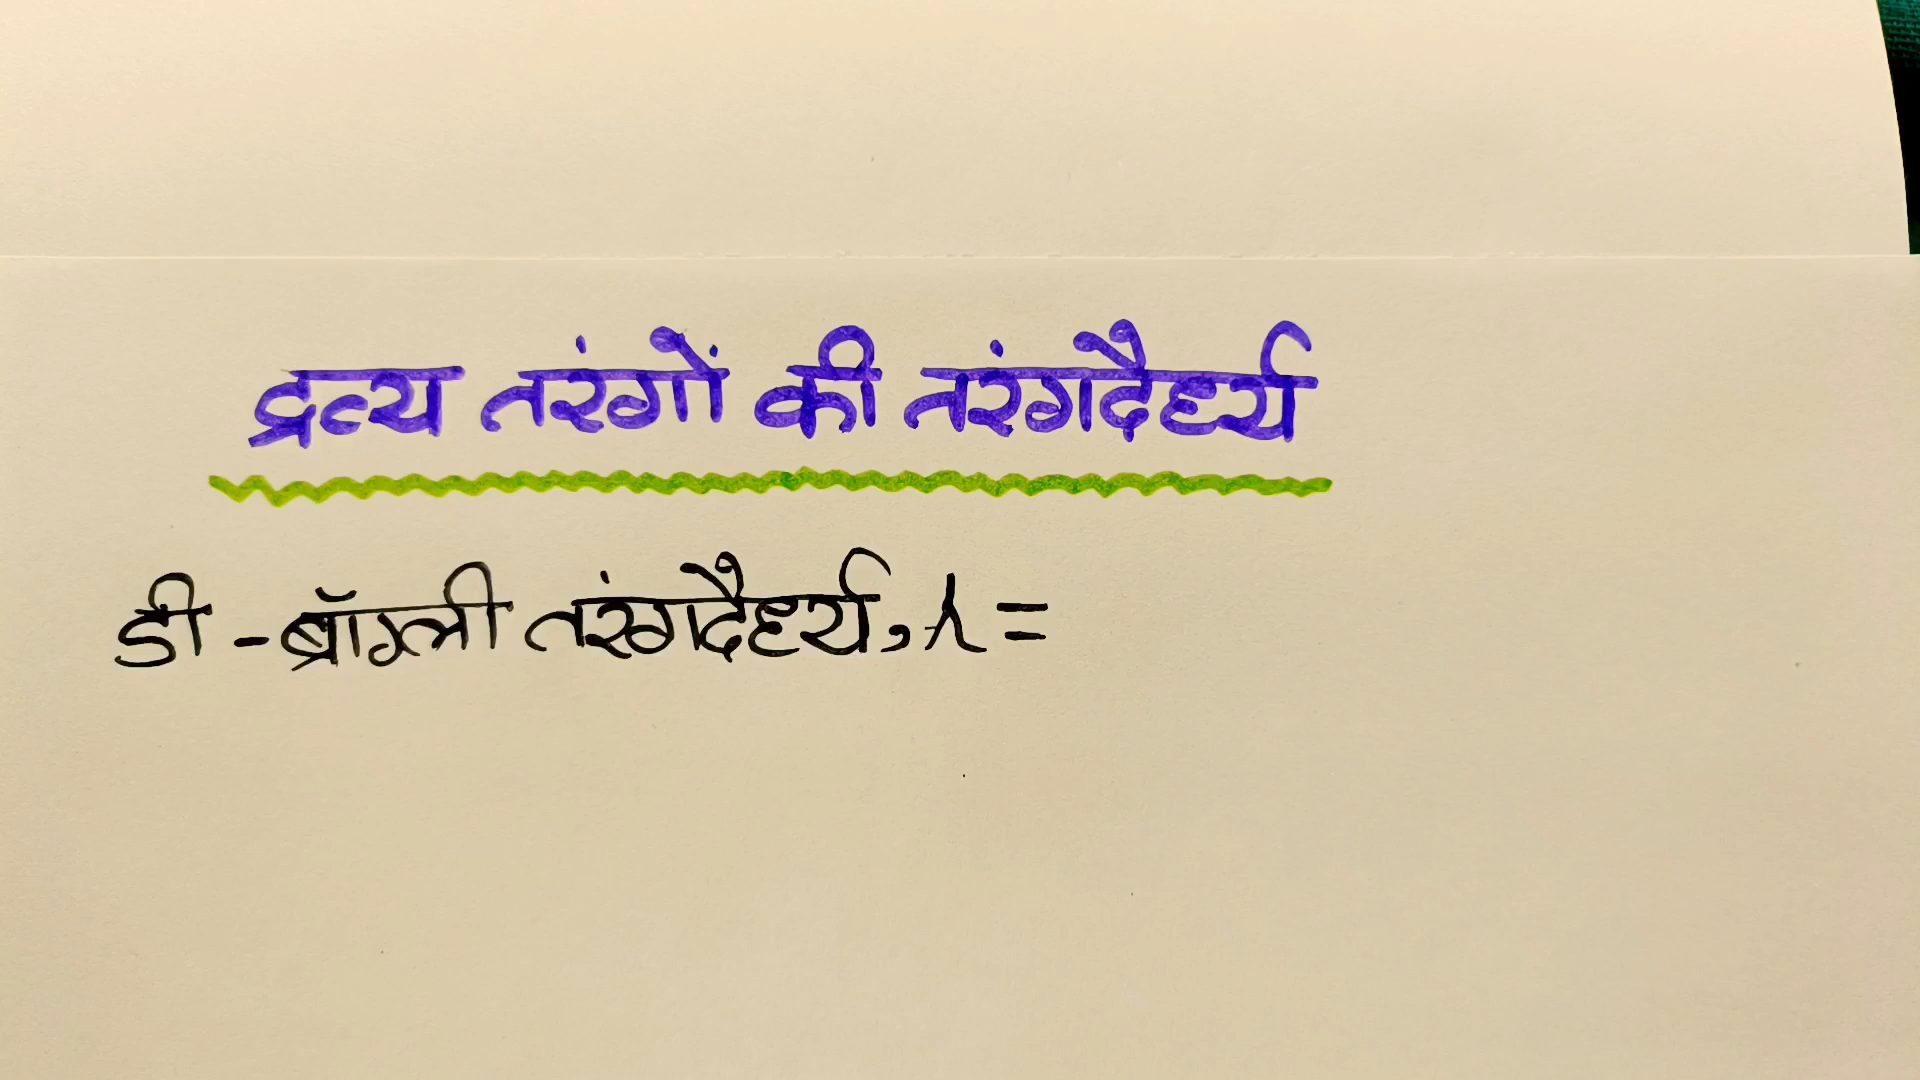 द्रव्य तरंगों की तरंगदैर्ध्य
डी-ब्रॉग्ली तरंगदैर्ध्य, λ =